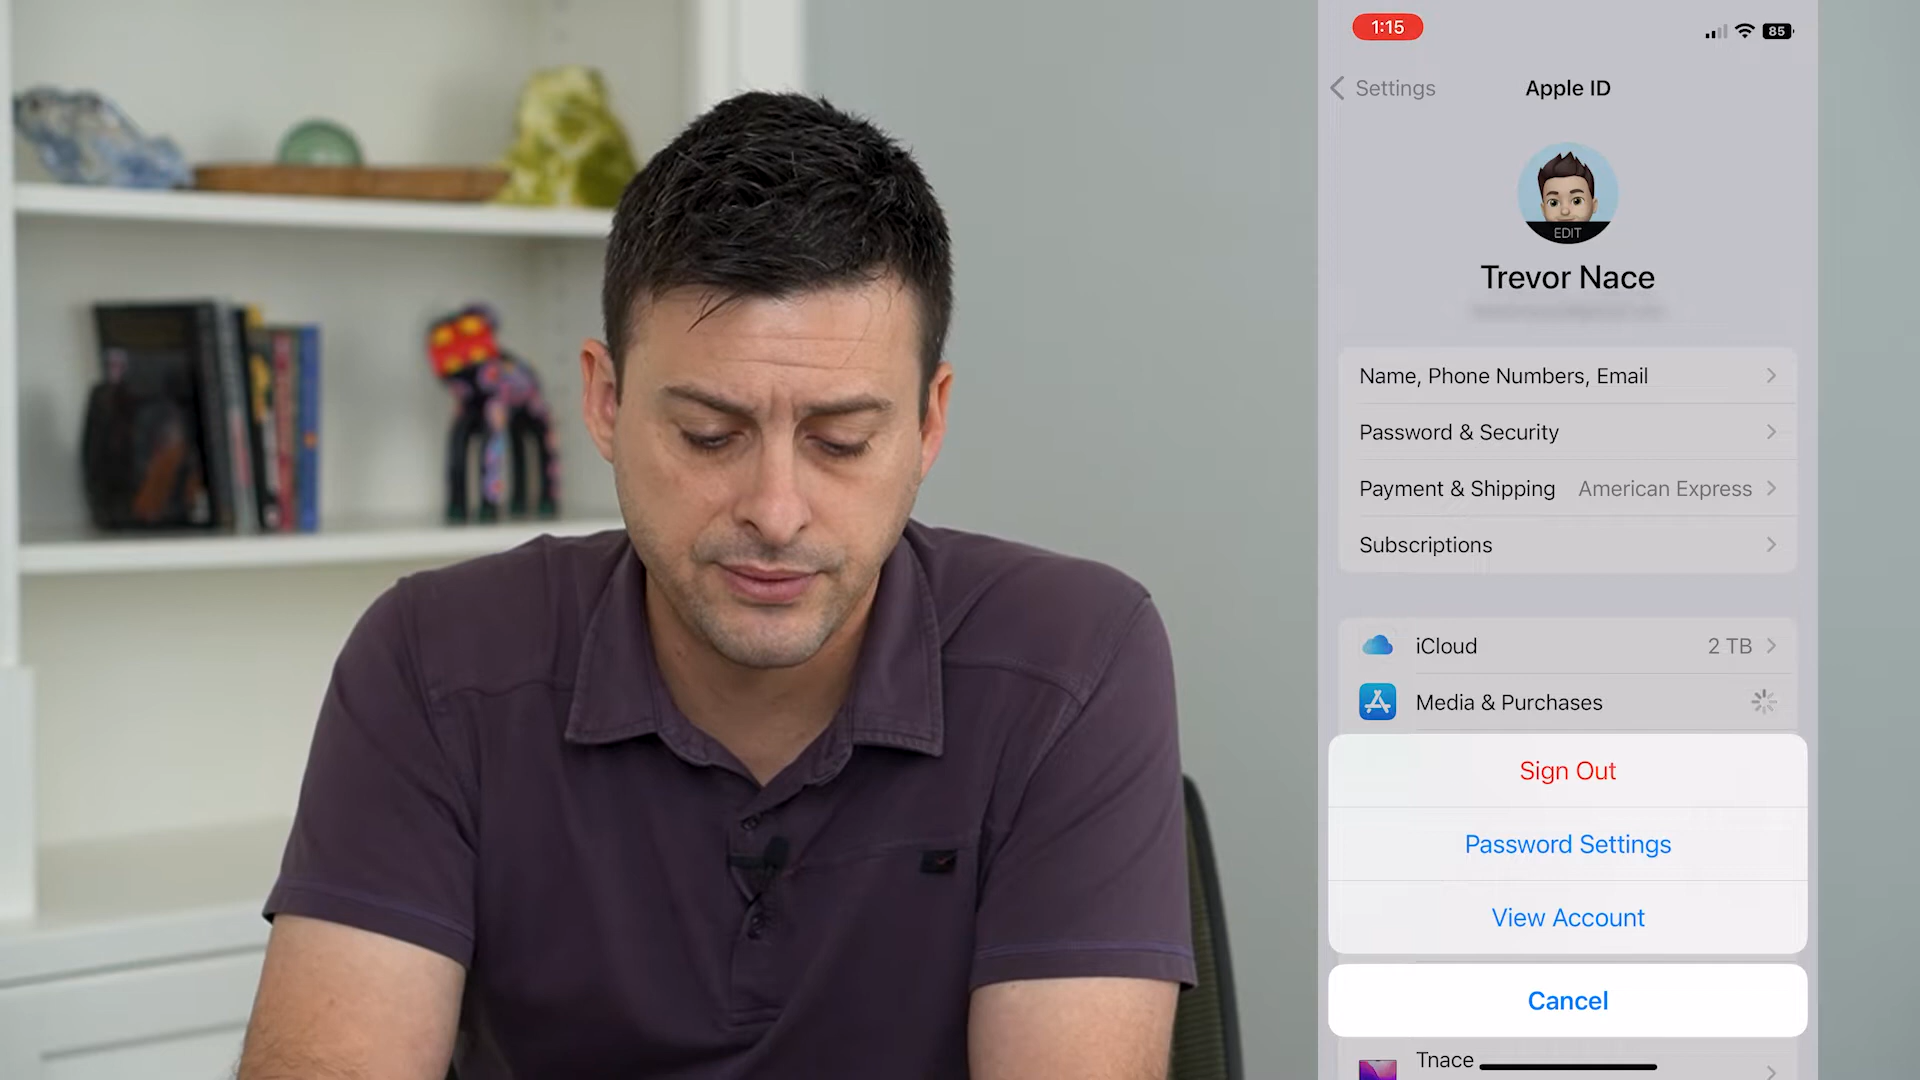 1:15
85
Settings
Apple ID
EDIT
Trevor Nace
Name, Phone Numbers, Email
Password & Security
Payment & Shipping American Express
Subscriptions
iCloud 2 TB
Media & Purchases
Sign Out
Password Settings
View Account
Cancel
Tnace